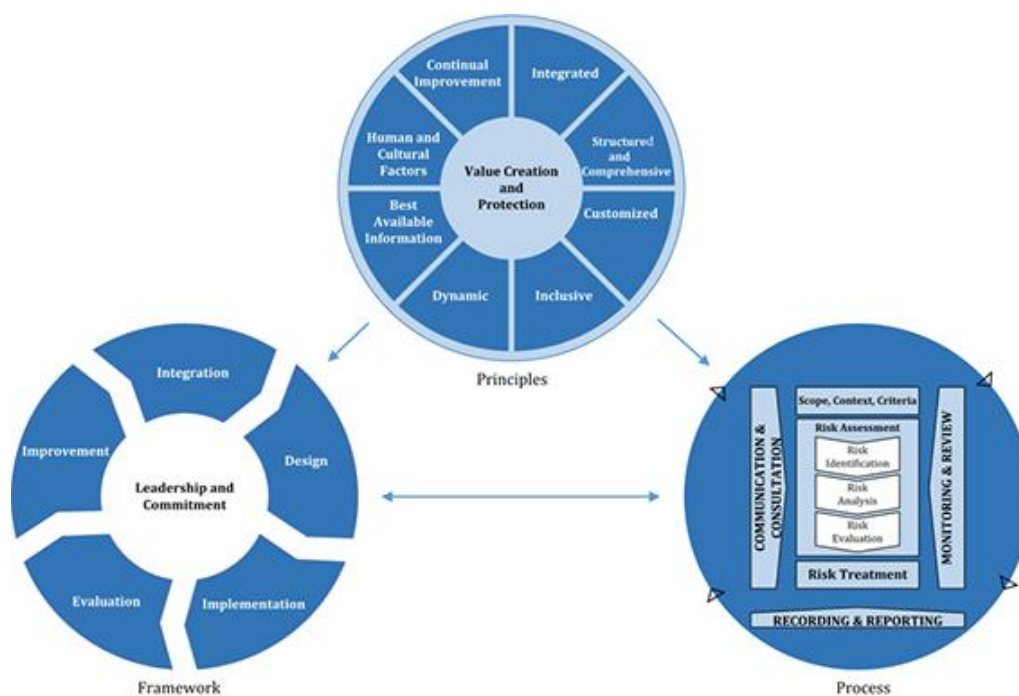 Continual
Improvement
Integrated
Human and
Cultural
Factors
Structured
and
Comprehensive
Value Creation
and
Protection
Best
Available
Information
Customized
Dynamic
Inclusive
Principles
Integration
Improvement
Design
Leadership and
Commitment
Evaluation
Implementation
Framework
Scope, Context, Criteria
Risk Assessment
Risk
Identification
Risk
Analysis
Risk
Evaluation
Risk Treatment
COMMUNICATION &
CONSULTATION
MONITORING & REVIEW
RECORDING & REPORTING
Process